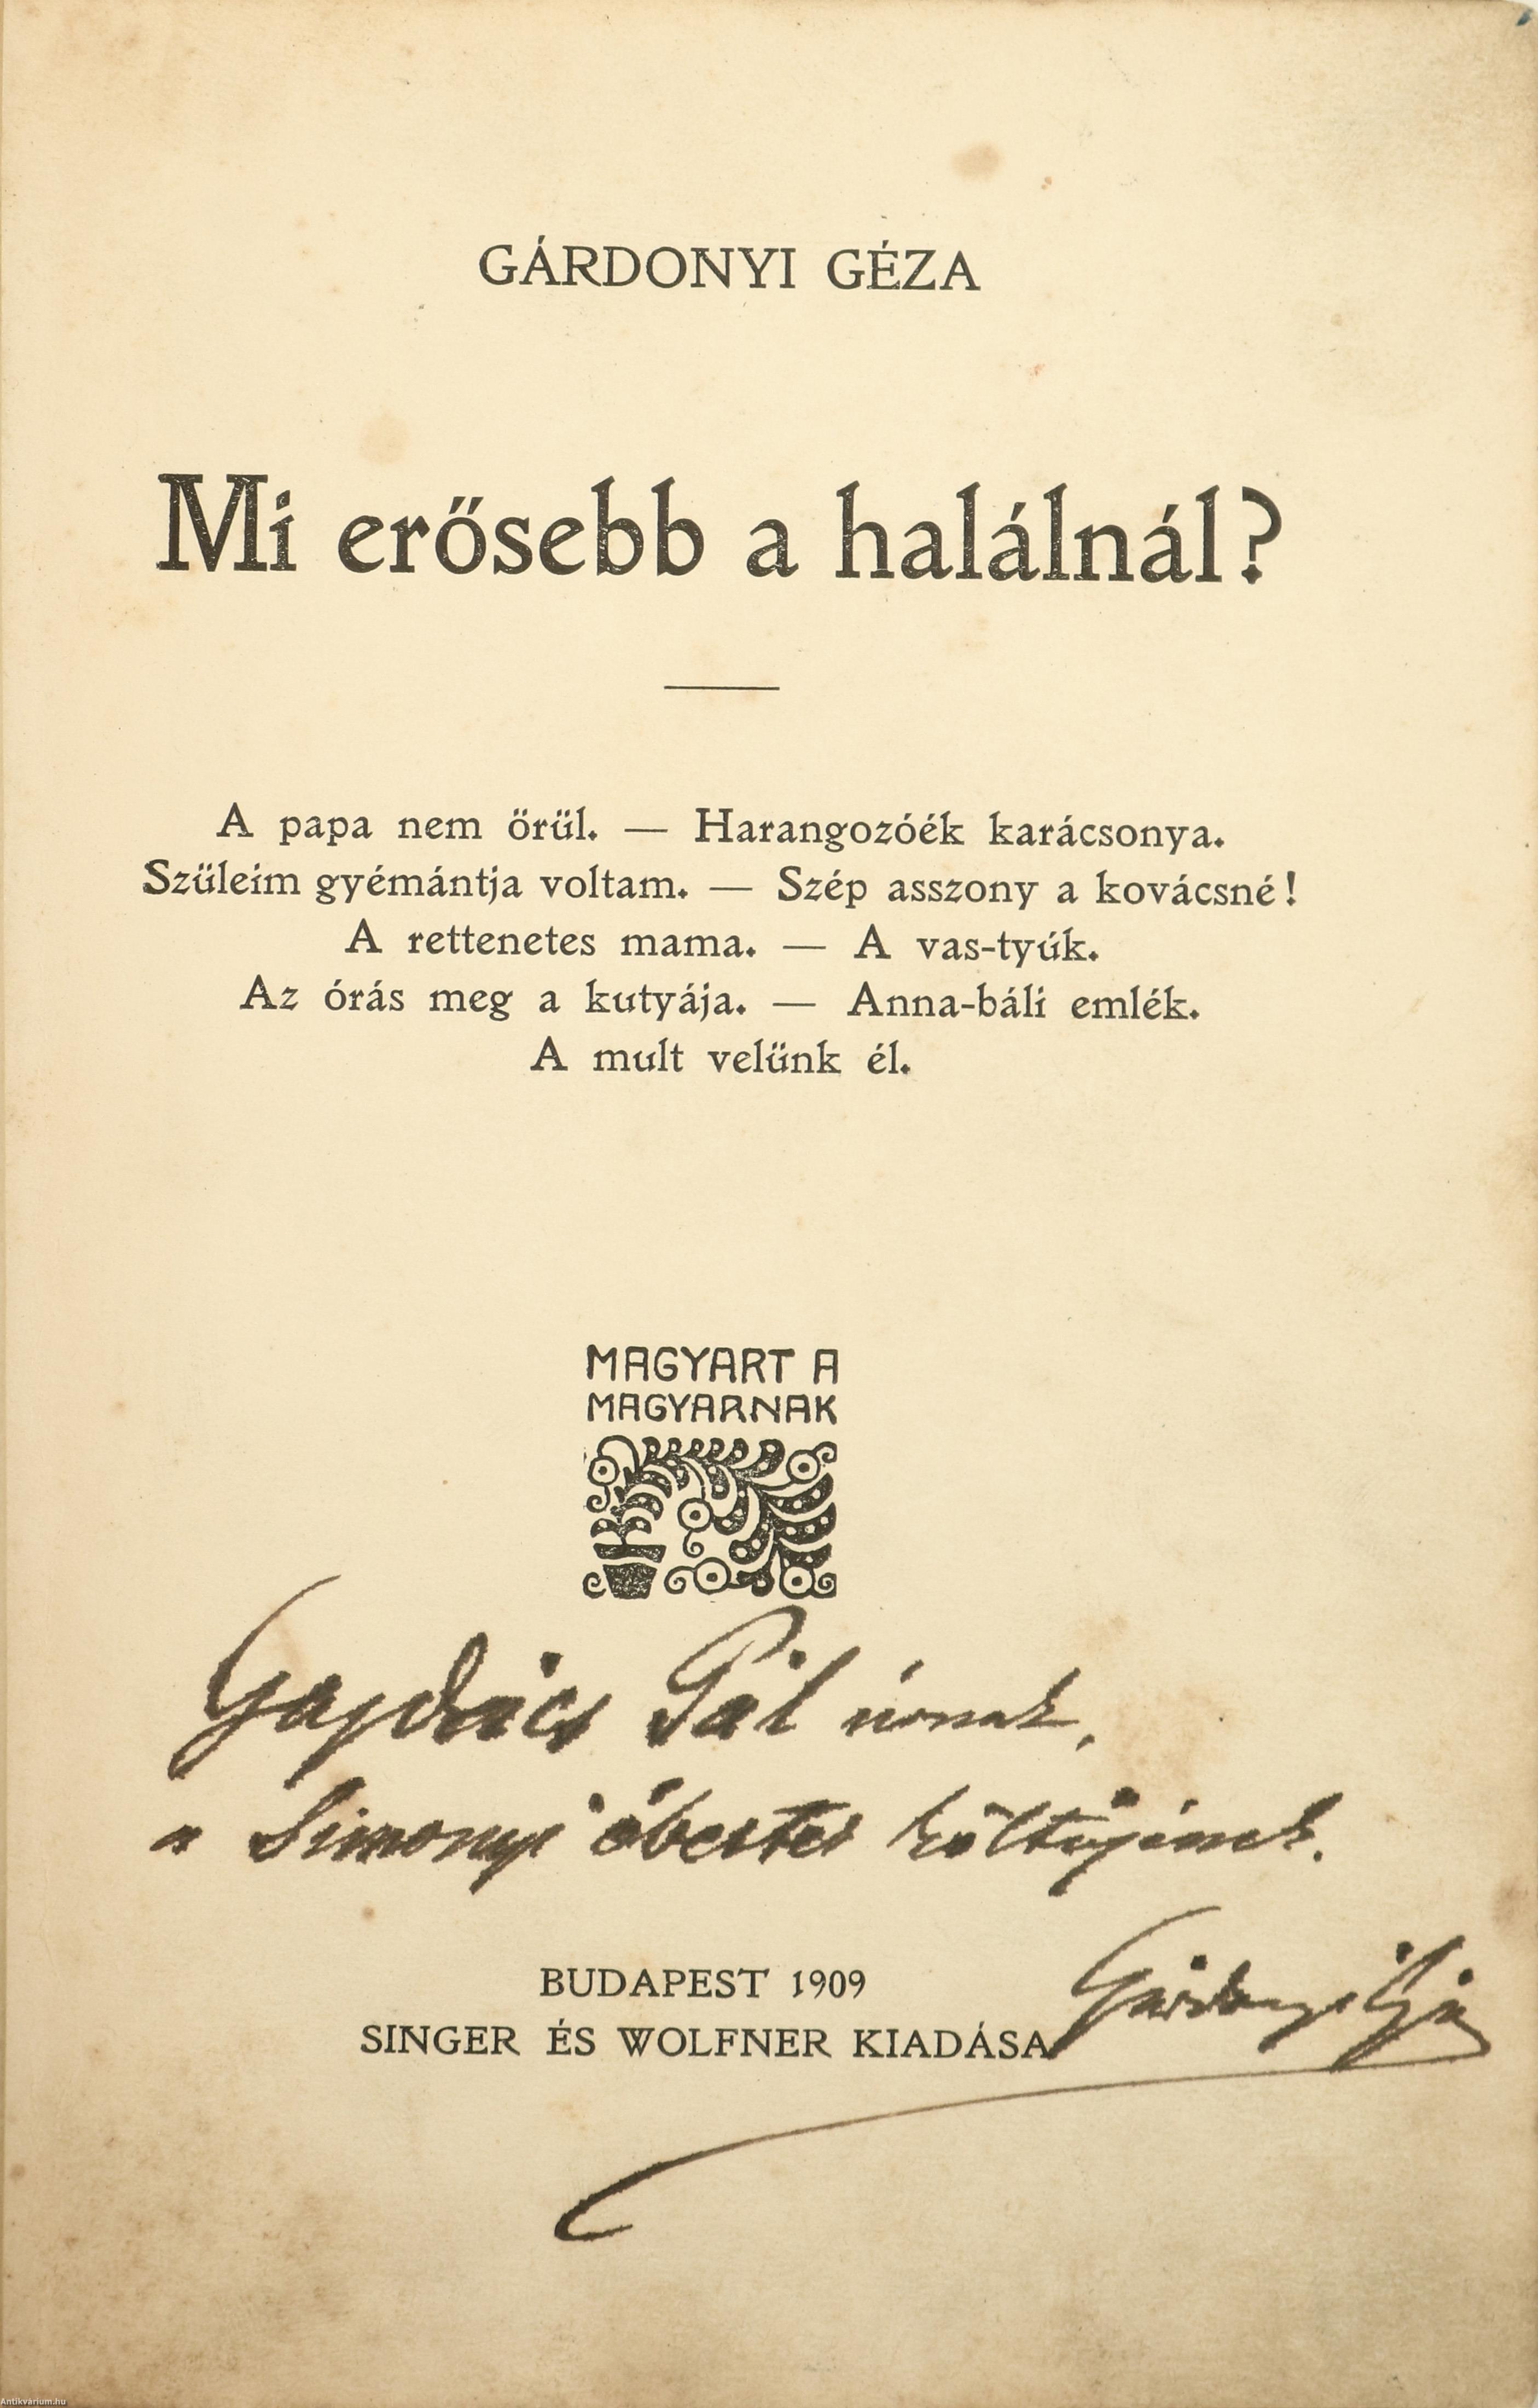 GÁRDONYI GÉZA
Mi erősebb a halálnál?
A papa nem örül. — Harangozóék karácsonya.
Szüleim gyémántja voltam. — Szép asszony a kovácsné!
A rettenetes mama. — A vas-tyúk.
Az órás meg a kutyája. — Anna-báli emlék.
A mult velünk él.
MAGYART A
MAGYARNAK
Gajdács Pál úrnak,
a Simonyi óbester költőjének.
Gárdonyi Géza
BUDAPEST 1909
SINGER ÉS WOLFNER KIADÁSA
Antikvarium.hu